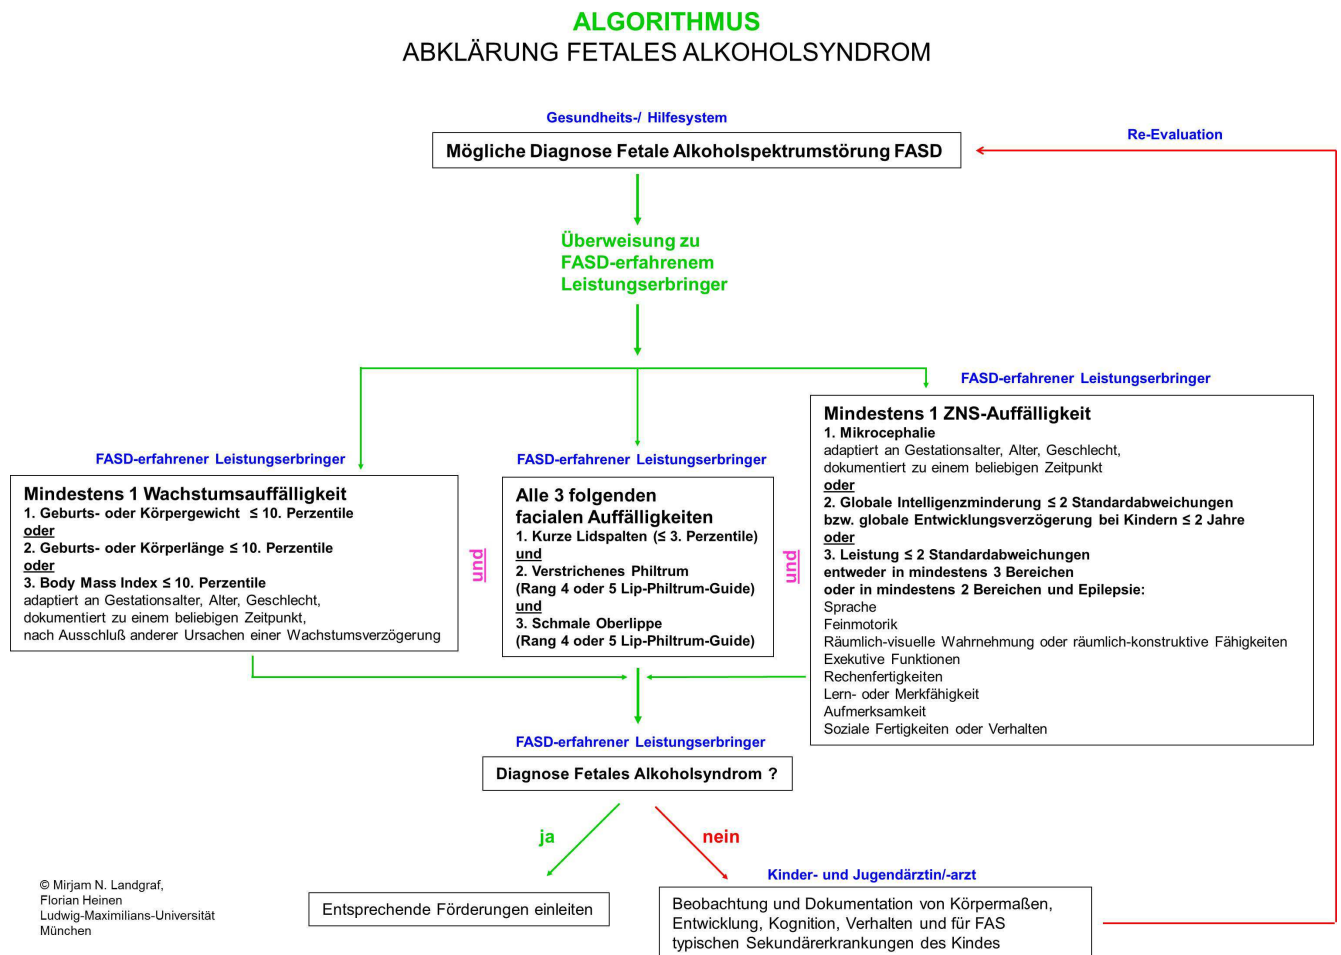 ALGORITHMUS
ABKLÄRUNG FETALES ALKOHOLSYNDROM
Gesundheits-/ Hilfesystem
Mögliche Diagnose Fetale Alkoholspektrumstörung FASD
Re-Evaluation
Überweisung zu
FASD-erfahrenem
Leistungserbringer
FASD-erfahrener Leistungserbringer
Mindestens 1 Wachstumsauffälligkeit
1. Geburts- oder Körpergewicht ≤ 10. Perzentile
oder
2. Geburts- oder Körperlänge ≤ 10. Perzentile
oder
3. Body Mass Index ≤ 10. Perzentile
adaptiert an Gestationsalter, Alter, Geschlecht,
dokumentiert zu einem beliebigen Zeitpunkt,
nach Ausschluß anderer Ursachen einer Wachstumsverzögerung
und
FASD-erfahrener Leistungserbringer
Alle 3 folgenden
facialen Auffälligkeiten
1. Kurze Lidspalten (≤ 3. Perzentile)
und
2. Verstrichenes Philtrum
(Rang 4 oder 5 Lip-Philtrum-Guide)
und
3. Schmale Oberlippe
(Rang 4 oder 5 Lip-Philtrum-Guide)
und
FASD-erfahrener Leistungserbringer
Mindestens 1 ZNS-Auffälligkeit
1. Mikrocephalie
adaptiert an Gestationsalter, Alter, Geschlecht,
dokumentiert zu einem beliebigen Zeitpunkt
oder
2. Globale Intelligenzminderung ≤ 2 Standardabweichungen
bzw. globale Entwicklungsverzögerung bei Kindern ≤ 2 Jahre
oder
3. Leistung ≤ 2 Standardabweichungen
entweder in mindestens 3 Bereichen
oder in mindestens 2 Bereichen und Epilepsie:
Sprache
Feinmotorik
Räumlich-visuelle Wahrnehmung oder räumlich-konstruktive Fähigkeiten
Exekutive Funktionen
Rechenfertigkeiten
Lern- oder Merkfähigkeit
Aufmerksamkeit
Soziale Fertigkeiten oder Verhalten
FASD-erfahrener Leistungserbringer
Diagnose Fetales Alkoholsyndrom ?
ja
nein
Entsprechende Förderungen einleiten
Kinder- und Jugendärztin/-arzt
Beobachtung und Dokumentation von Körpermaßen,
Entwicklung, Kognition, Verhalten und für FAS
typischen Sekundärerkrankungen des Kindes
© Mirjam N. Landgraf,
Florian Heinen
Ludwig-Maximilians-Universität
München